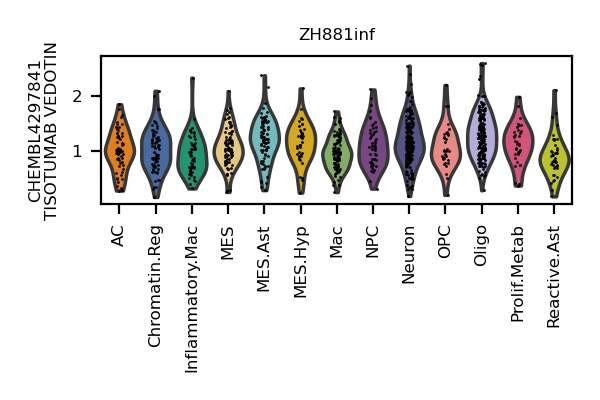 ZH881inf
CHEMBL4297841
TISOTUMAB VEDOTIN
2
1
AC
Chromatin.Reg
Inflammatory.Mac
MES
MES.Ast
MES.Hyp
Mac
NPC
Neuron
OPC
Oligo
Prolif.Metab
Reactive.Ast